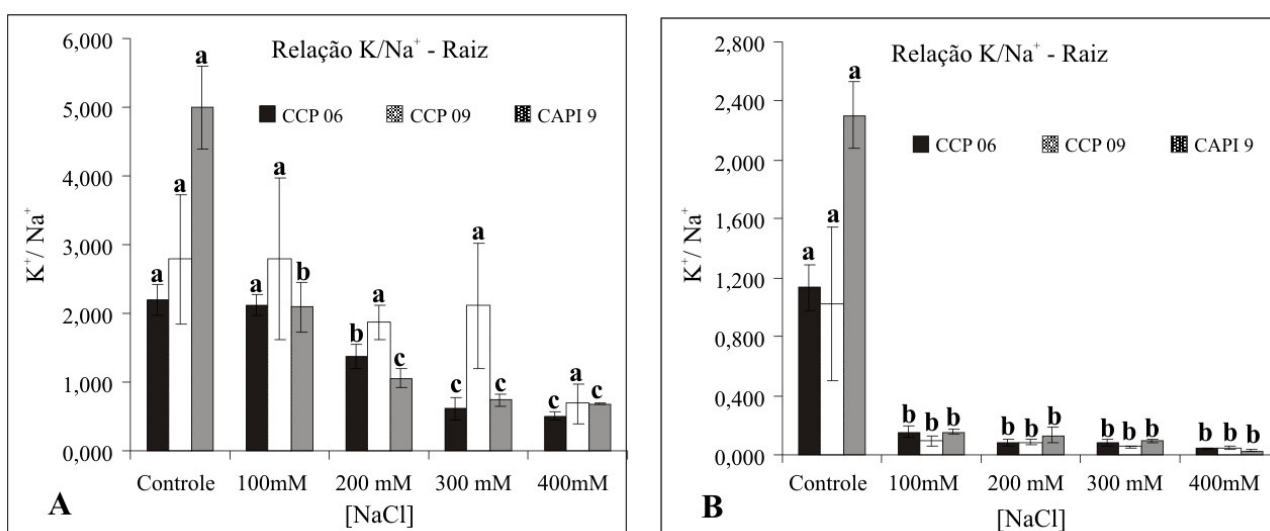 Relação K/Na⁺ - Raiz
CCP 06 CCP 09 CAPI 9
K⁺/ Na⁺
6,000
5,000
4,000
3,000
2,000
1,000
0,000
a a a
a a b
b a c
c a c
c a c
Controle 100mM 200 mM 300 mM 400mM
[NaCl]
A
Relação K/Na⁺ - Raiz
CCP 06 CCP 09 CAPI 9
K⁺/ Na⁺
2,800
2,400
2,000
1,600
1,200
0,800
0,400
0,000
a a a
b b b
b b b
b b b
b b b
Controle 100mM 200 mM 300 mM 400mM
[NaCl]
B